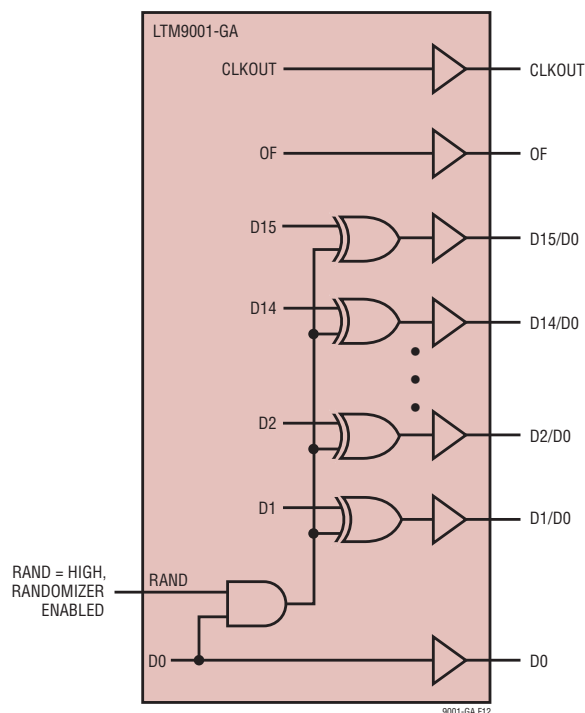 LTM9001-GA
CLKOUT
CLKOUT
OF
OF
D15
D15/D0
D14
D14/D0
D2
D2/D0
D1
D1/D0
RAND = HIGH,
RANDOMIZER
ENABLED
RAND
D0
D0
9001-GA F12